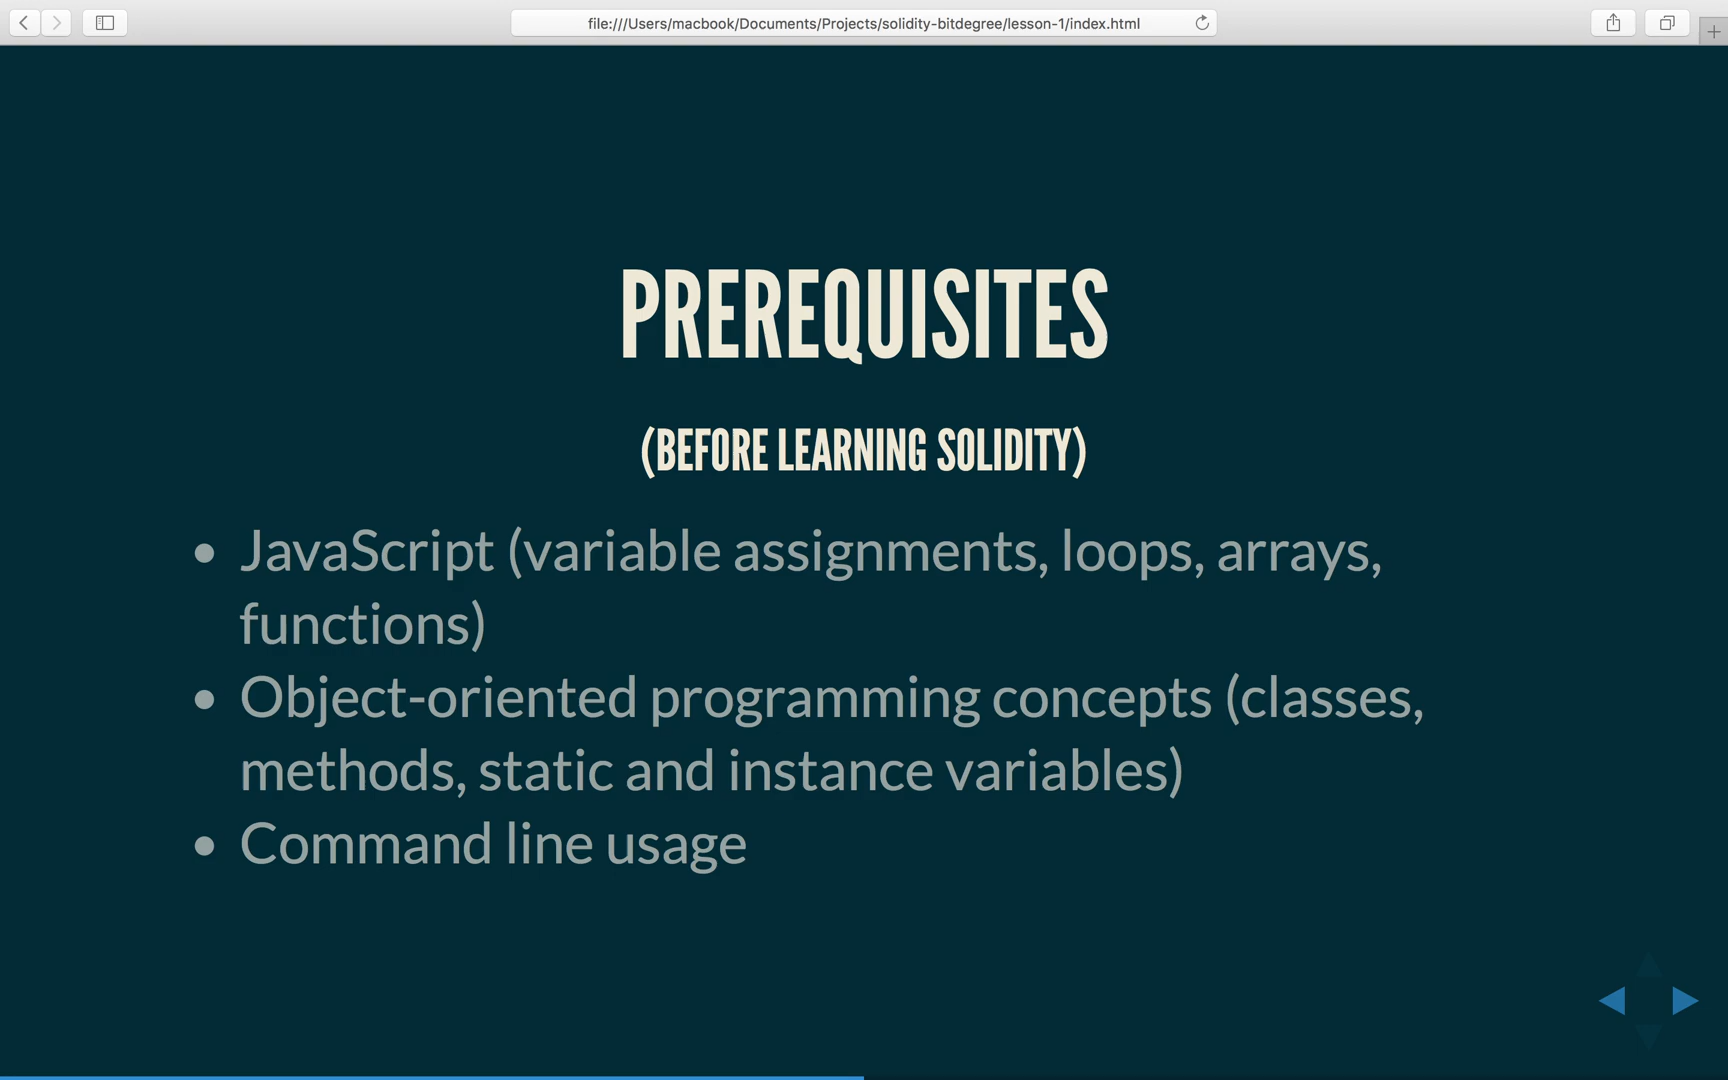 file:///Users/macbook/Documents/Projects/solidity-bitdegree/lesson-1/index.html
PREREQUISITES
(BEFORE LEARNING SOLIDITY)
• JavaScript (variable assignments, loops, arrays,
functions)
• Object-oriented programming concepts (classes,
methods, static and instance variables)
• Command line usage